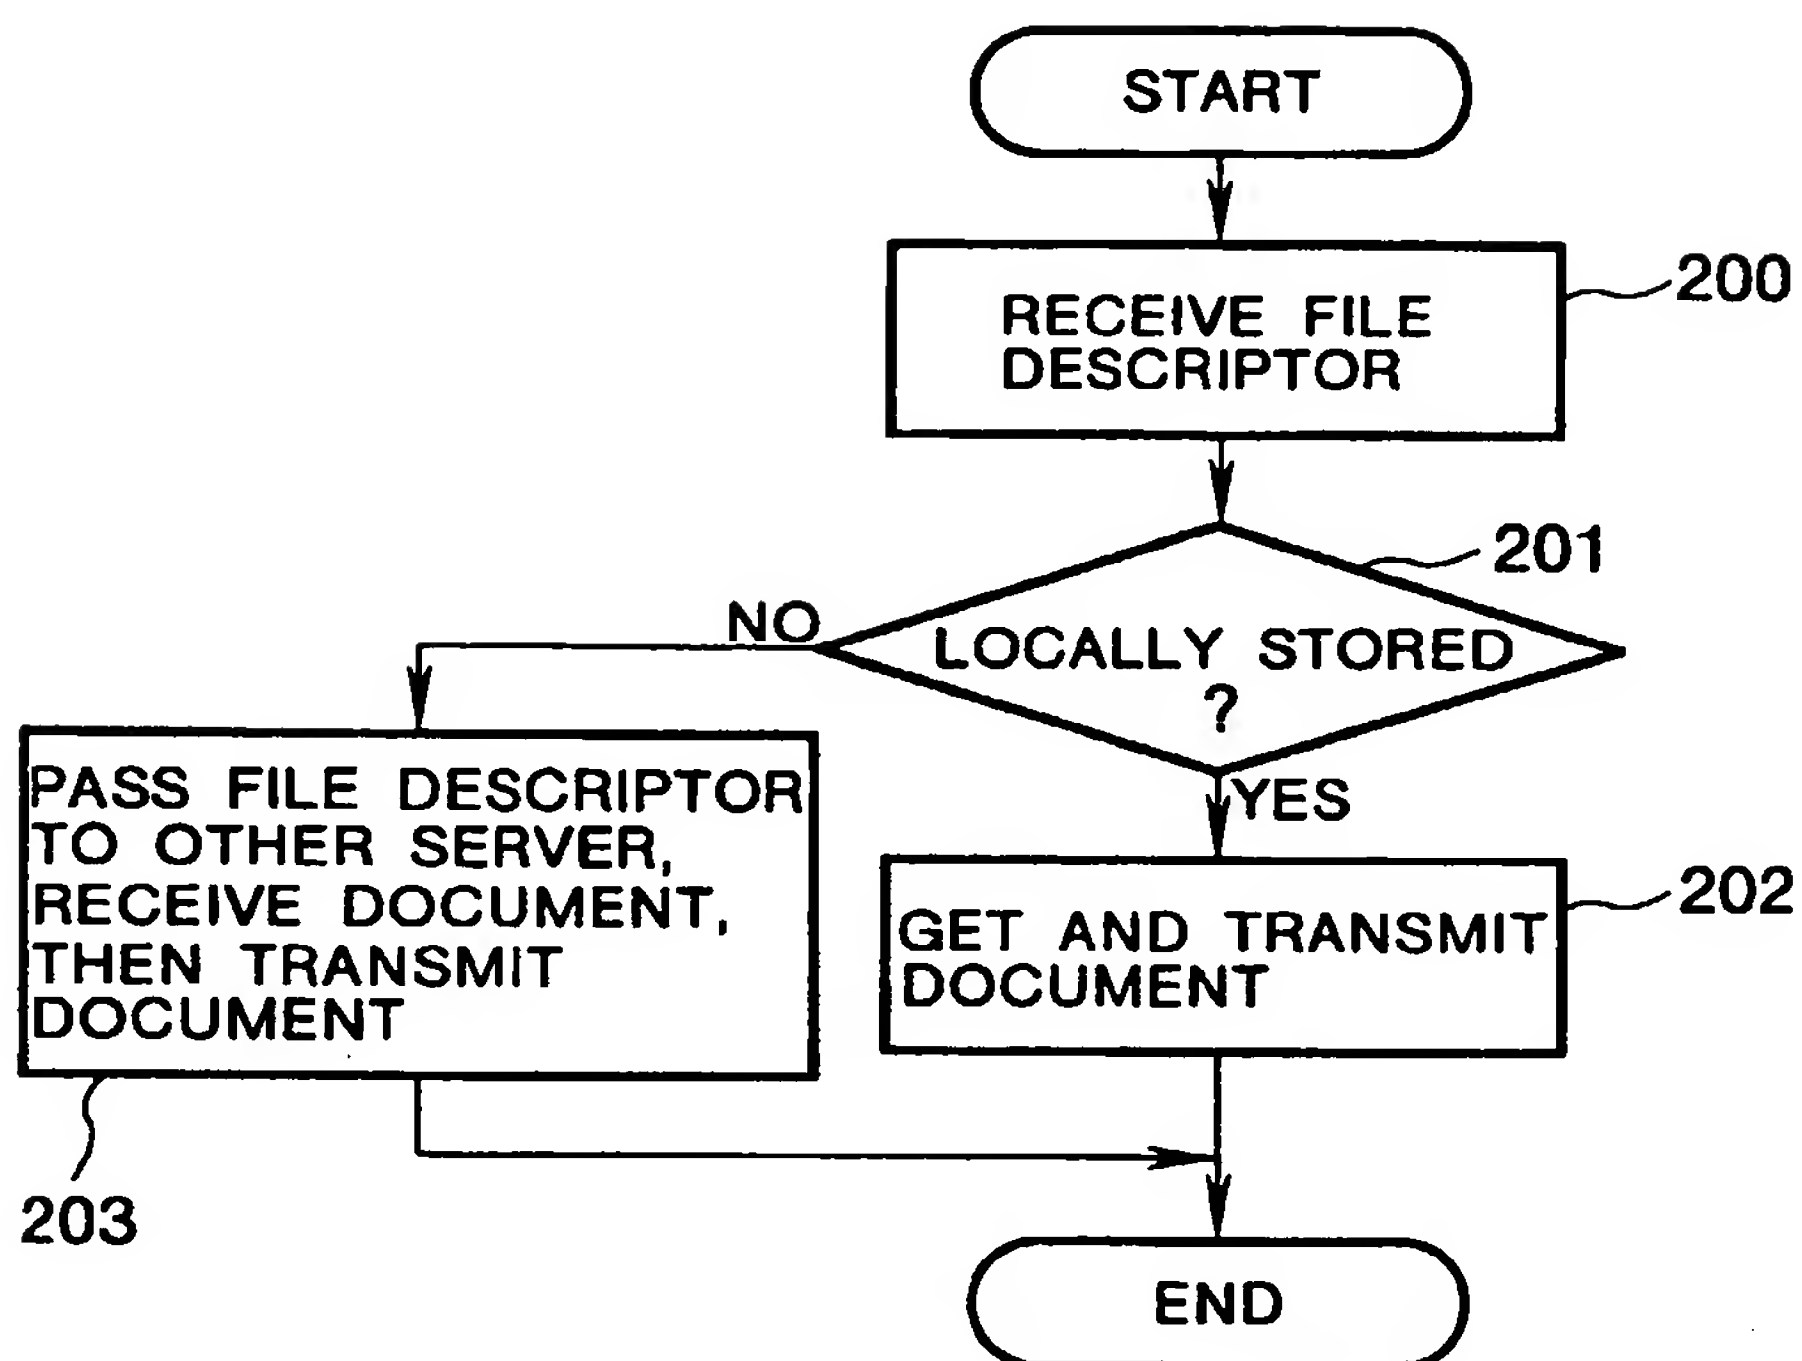 START
RECEIVE FILE
DESCRIPTOR
200
201
NO
LOCALLY STORED
?
YES
PASS FILE DESCRIPTOR
TO OTHER SERVER,
RECEIVE DOCUMENT,
THEN TRANSMIT
DOCUMENT
203
GET AND TRANSMIT
DOCUMENT
202
END